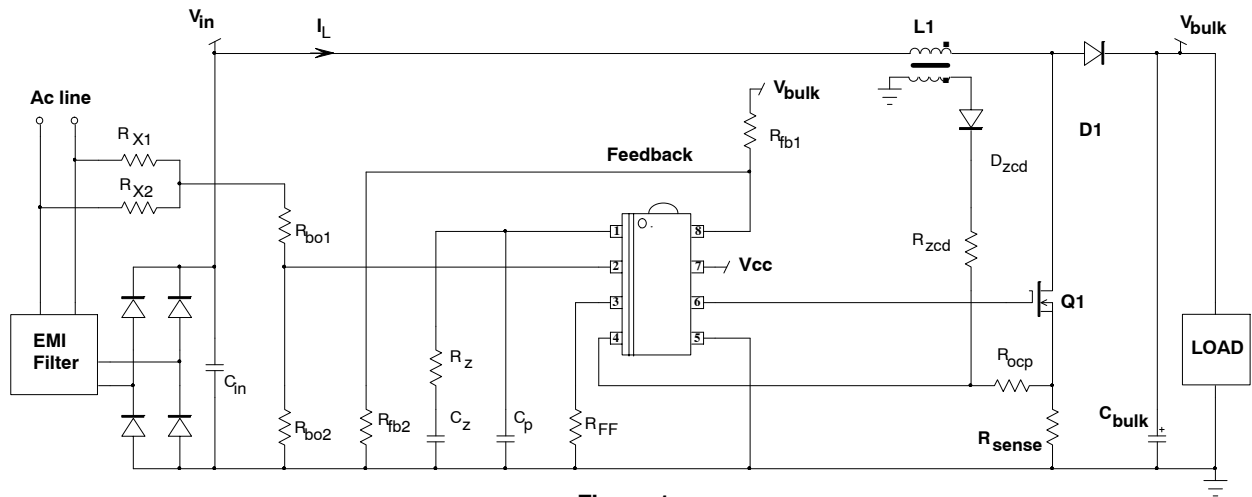 Vin
IL
L1
Vbulk
Ac line
Vbulk
RX1
Rfb1
D1
Feedback
Dzcd
RX2
Rbo1
1
8
Rzcd
2
7
Vcc
3
6
Q1
EMI
Filter
4
5
LOAD
Rz
Rocp
Cin
Cz
Cp
Rbo2
Rfb2
RFF
Rsense
Cbulk
+